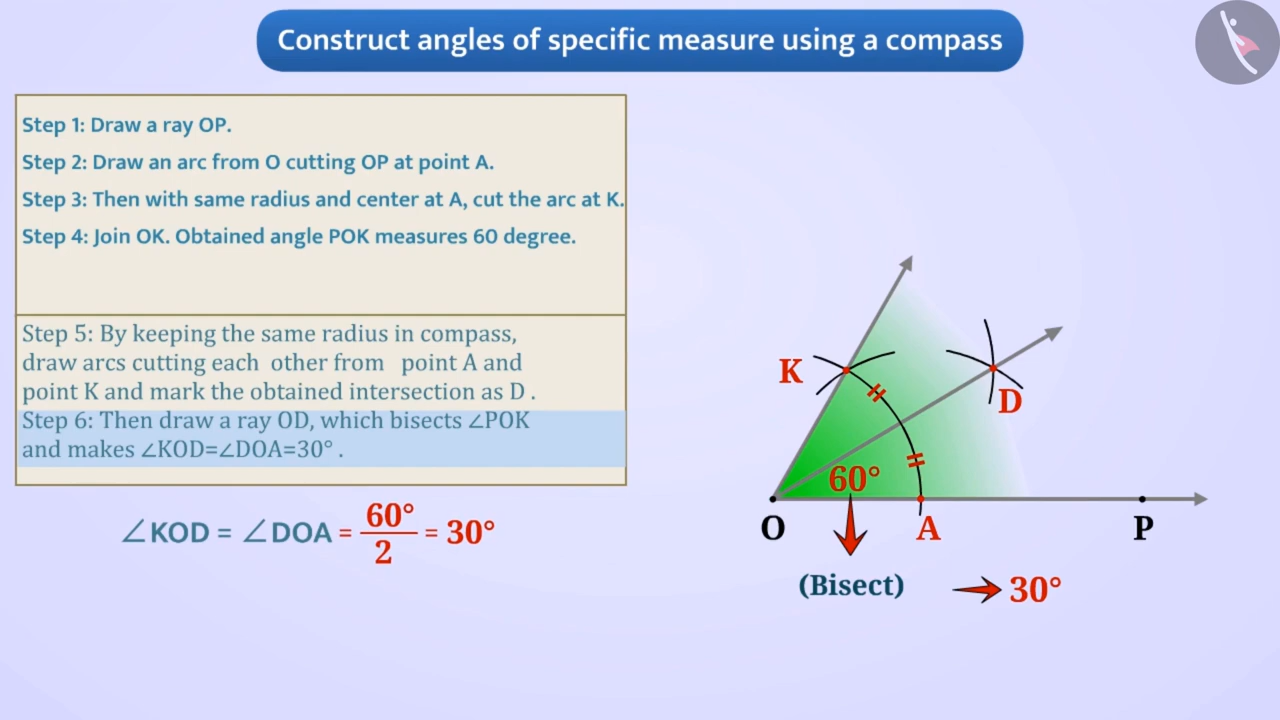 Construct angles of specific measure using a compass
Step 1: Draw a ray OP.
Step 2: Draw an arc from O cutting OP at point A.
Step 3: Then with same radius and center at A, cut the arc at K.
Step 4: Join OK. Obtained angle POK measures 60 degree.
Step 5: By keeping the same radius in compass,
draw arcs cutting each other from point A and
point K and mark the obtained intersection as D .
Step 6: Then draw a ray OD, which bisects ∠POK
and makes ∠KOD=∠DOA=30° .
∠KOD = ∠DOA = 60°/2 = 30°
K
D
60°
O
A
P
(Bisect)
30°